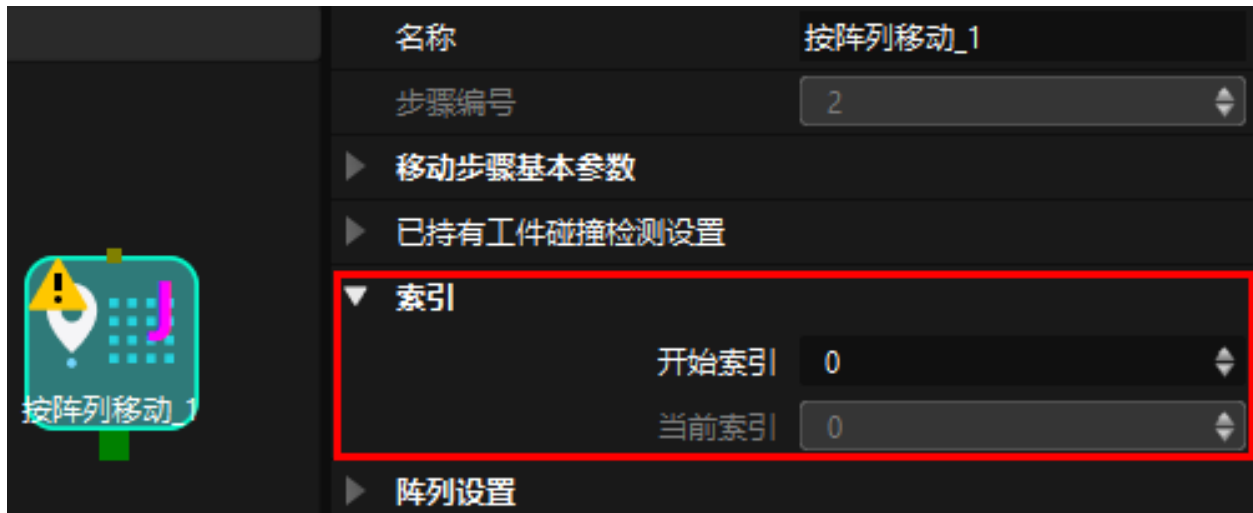 名称 按阵列移动_1
步骤编号 2
移动步骤基本参数
已持有工件碰撞检测设置
索引
开始索引 0
当前索引 0
阵列设置
按阵列移动_1